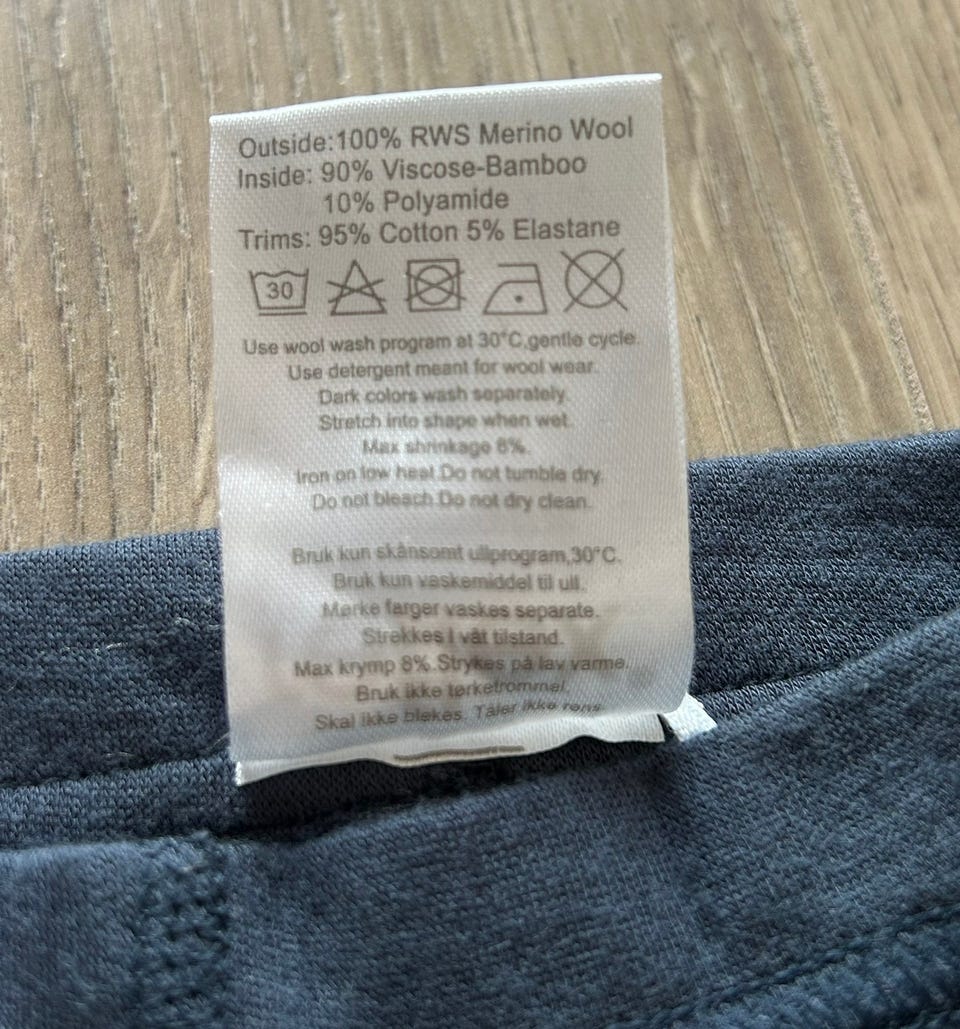 Outside:100% RWS Merino Wool
Inside: 90% Viscose-Bamboo
10% Polyamide
Trims: 95% Cotton 5% Elastane
30
Use wool wash program at 30°C,gentle cycle.
Use detergent meant for wool wear.
Dark colors wash separately.
Stretch into shape when wet.
Max shrinkage 8%.
Iron on low heat.Do not tumble dry.
Do not bleach.Do not dry clean.
Bruk kun skånsomt ullprogram,30°C.
Bruk kun vaskemiddel til ull.
Mørke farger vaskes separate.
Strekkes i våt tilstand.
Max krymp 8%.Strykes på lav varme.
Bruk ikke tørketrommel.
Skal ikke blekes. Tåler ikke rens.